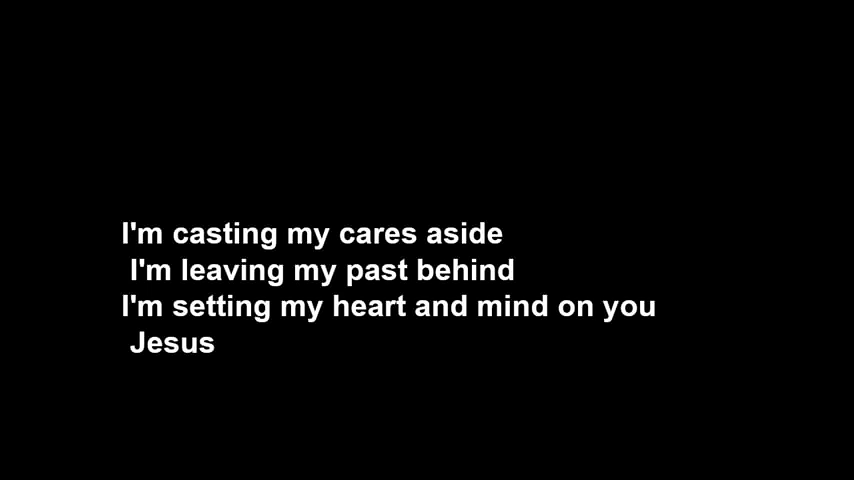 I'm casting my cares aside
I'm leaving my past behind
I'm setting my heart and mind on you
Jesus